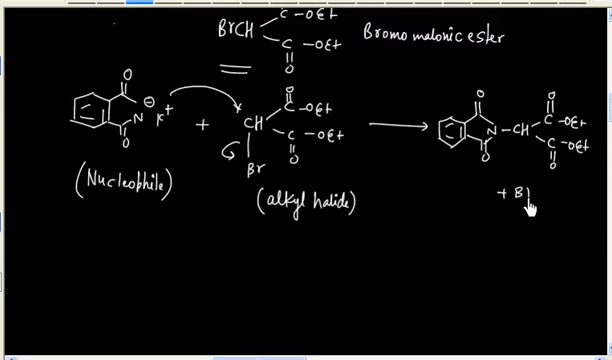 C - OEt
BrCH
C - OEt
O
Bromo malonic ester
O
⊖
N K+
O
+
O
C - OEt
CH
C - OEt
O
Br
O
N - CH
O
O
C - OEt
C - OEt
O
(Nucleophile)
(alkyl halide)
+ B